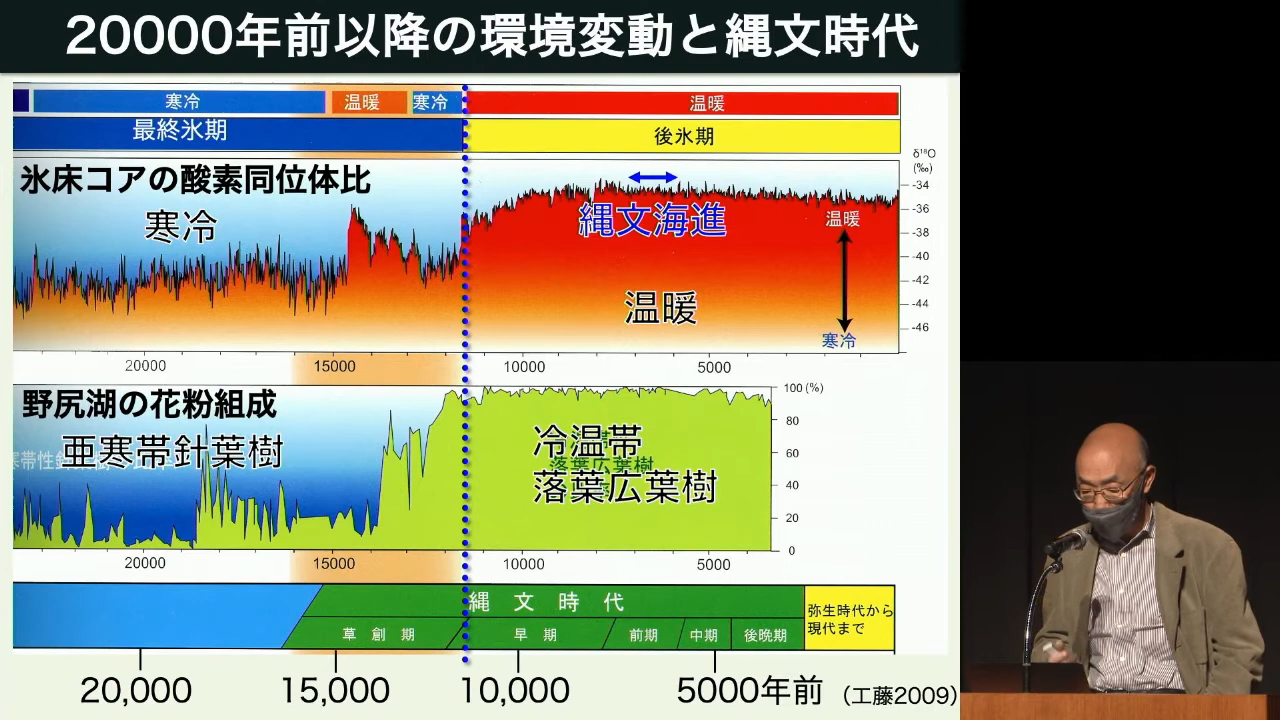 20000年前以降の環境変動と縄文時代
寒冷
温暖
寒冷
温暖
最終氷期
後氷期
δ¹⁸O
(‰)
氷床コアの酸素同位体比
寒冷
縄文海進
温暖
温暖
寒冷
-34
-36
-38
-40
-42
-44
-46
20000
15000
10000
5000
野尻湖の花粉組成
亜寒帯針葉樹
冷温帯
落葉広葉樹
落葉広葉樹
100 (%)
80
60
40
20
0
20000
15000
10000
5000
縄文時代
草創期
早期
前期
中期
後晩期
弥生時代から
現代まで
20,000
15,000
10,000
5000年前
（工藤2009）